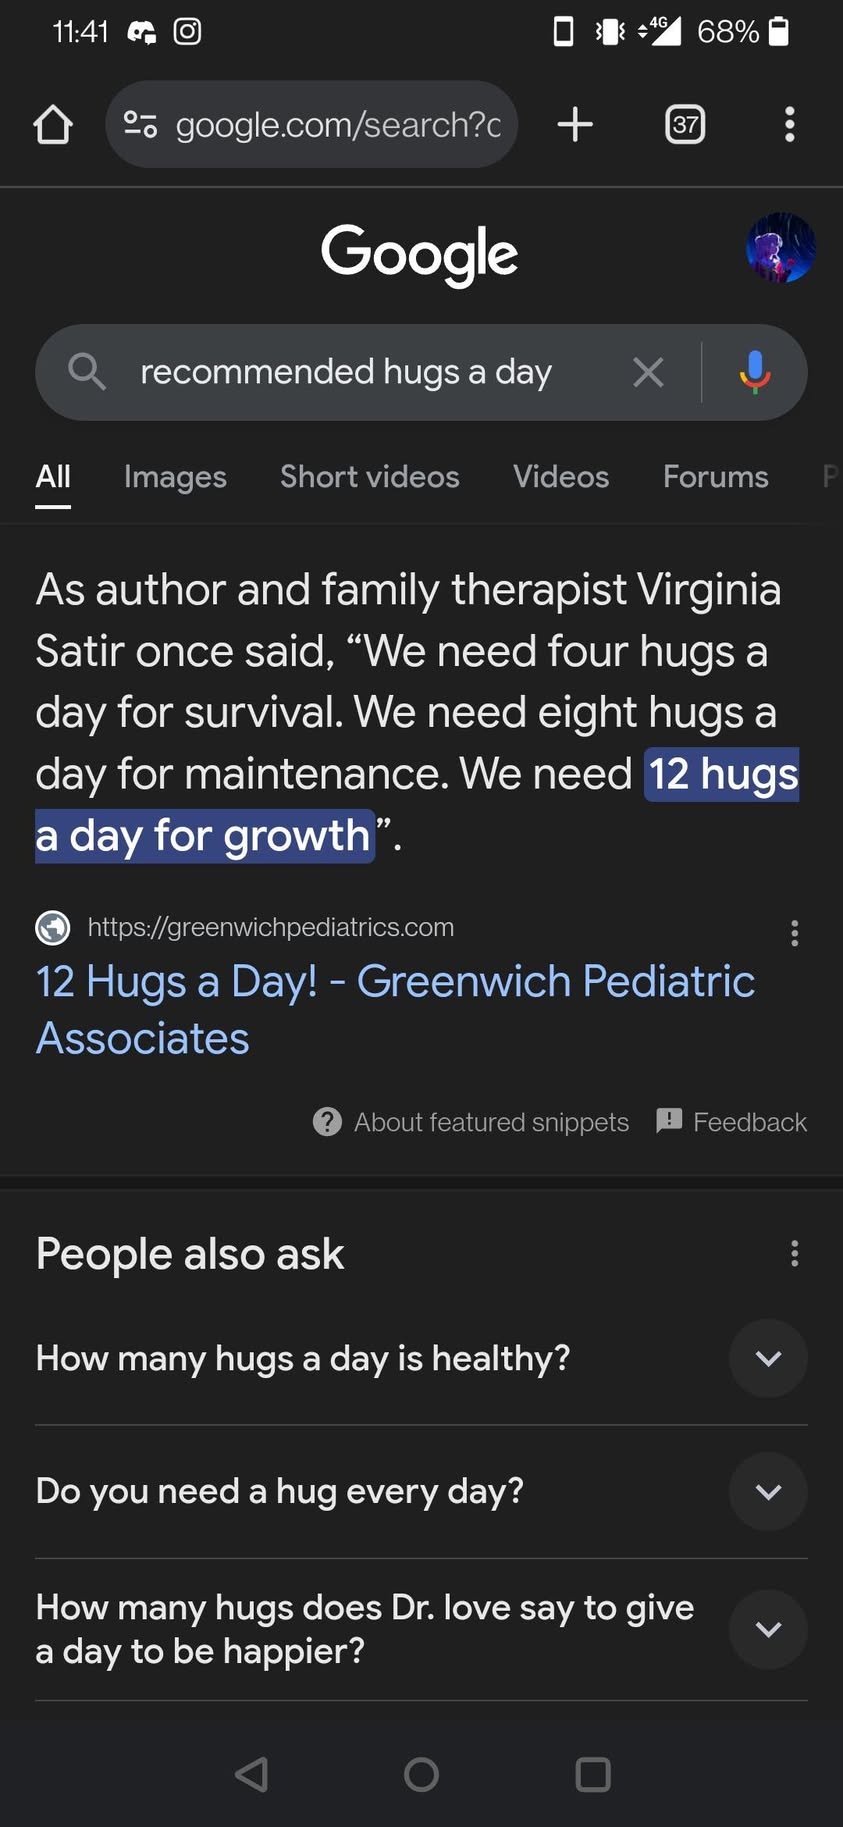 11:41
4G 68%
google.com/search?c
37
Google
recommended hugs a day
All Images Short videos Videos Forums P
As author and family therapist Virginia
Satir once said, “We need four hugs a
day for survival. We need eight hugs a
day for maintenance. We need 12 hugs
a day for growth”.
https://greenwichpediatrics.com
12 Hugs a Day! - Greenwich Pediatric
Associates
About featured snippets Feedback
People also ask
How many hugs a day is healthy?
Do you need a hug every day?
How many hugs does Dr. love say to give
a day to be happier?